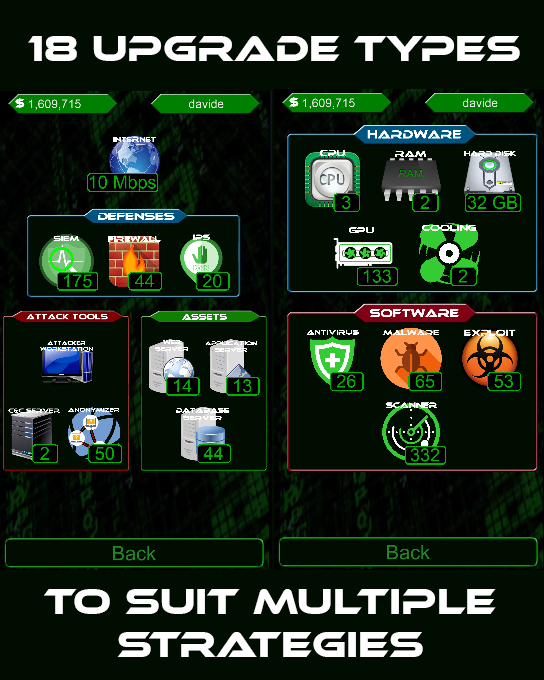 18 UPGRADE TYPES
$ 1,609,715
davide
INTERNET
10 Mbps
DEFENSES
SIEM
175
FIREWALL
44
IPS
20
ATTACK TOOLS
ATTACKER
WORKSTATION
C&C SERVER
2
ANONYMIZER
50
ASSETS
WEB
SERVER
14
APPLICATION
SERVER
13
DATABASE
SERVER
44
Back
$ 1,609,715
davide
HARDWARE
CPU
CPU
3
RAM
RAM
2
HARD DISK
32 GB
GPU
133
COOLING
2
SOFTWARE
ANTIVIRUS
26
MALWARE
65
EXPLOIT
53
SCANNER
332
Back
TO SUIT MULTIPLE
STRATEGIES